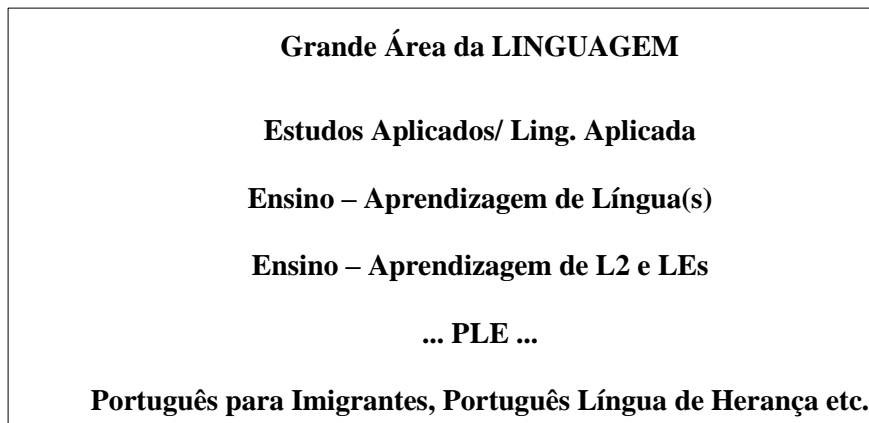 Grande Área da LINGUAGEM
Estudos Aplicados/ Ling. Aplicada
Ensino – Aprendizagem de Língua(s)
Ensino – Aprendizagem de L2 e LEs
... PLE ...
Português para Imigrantes, Português Língua de Herança etc.